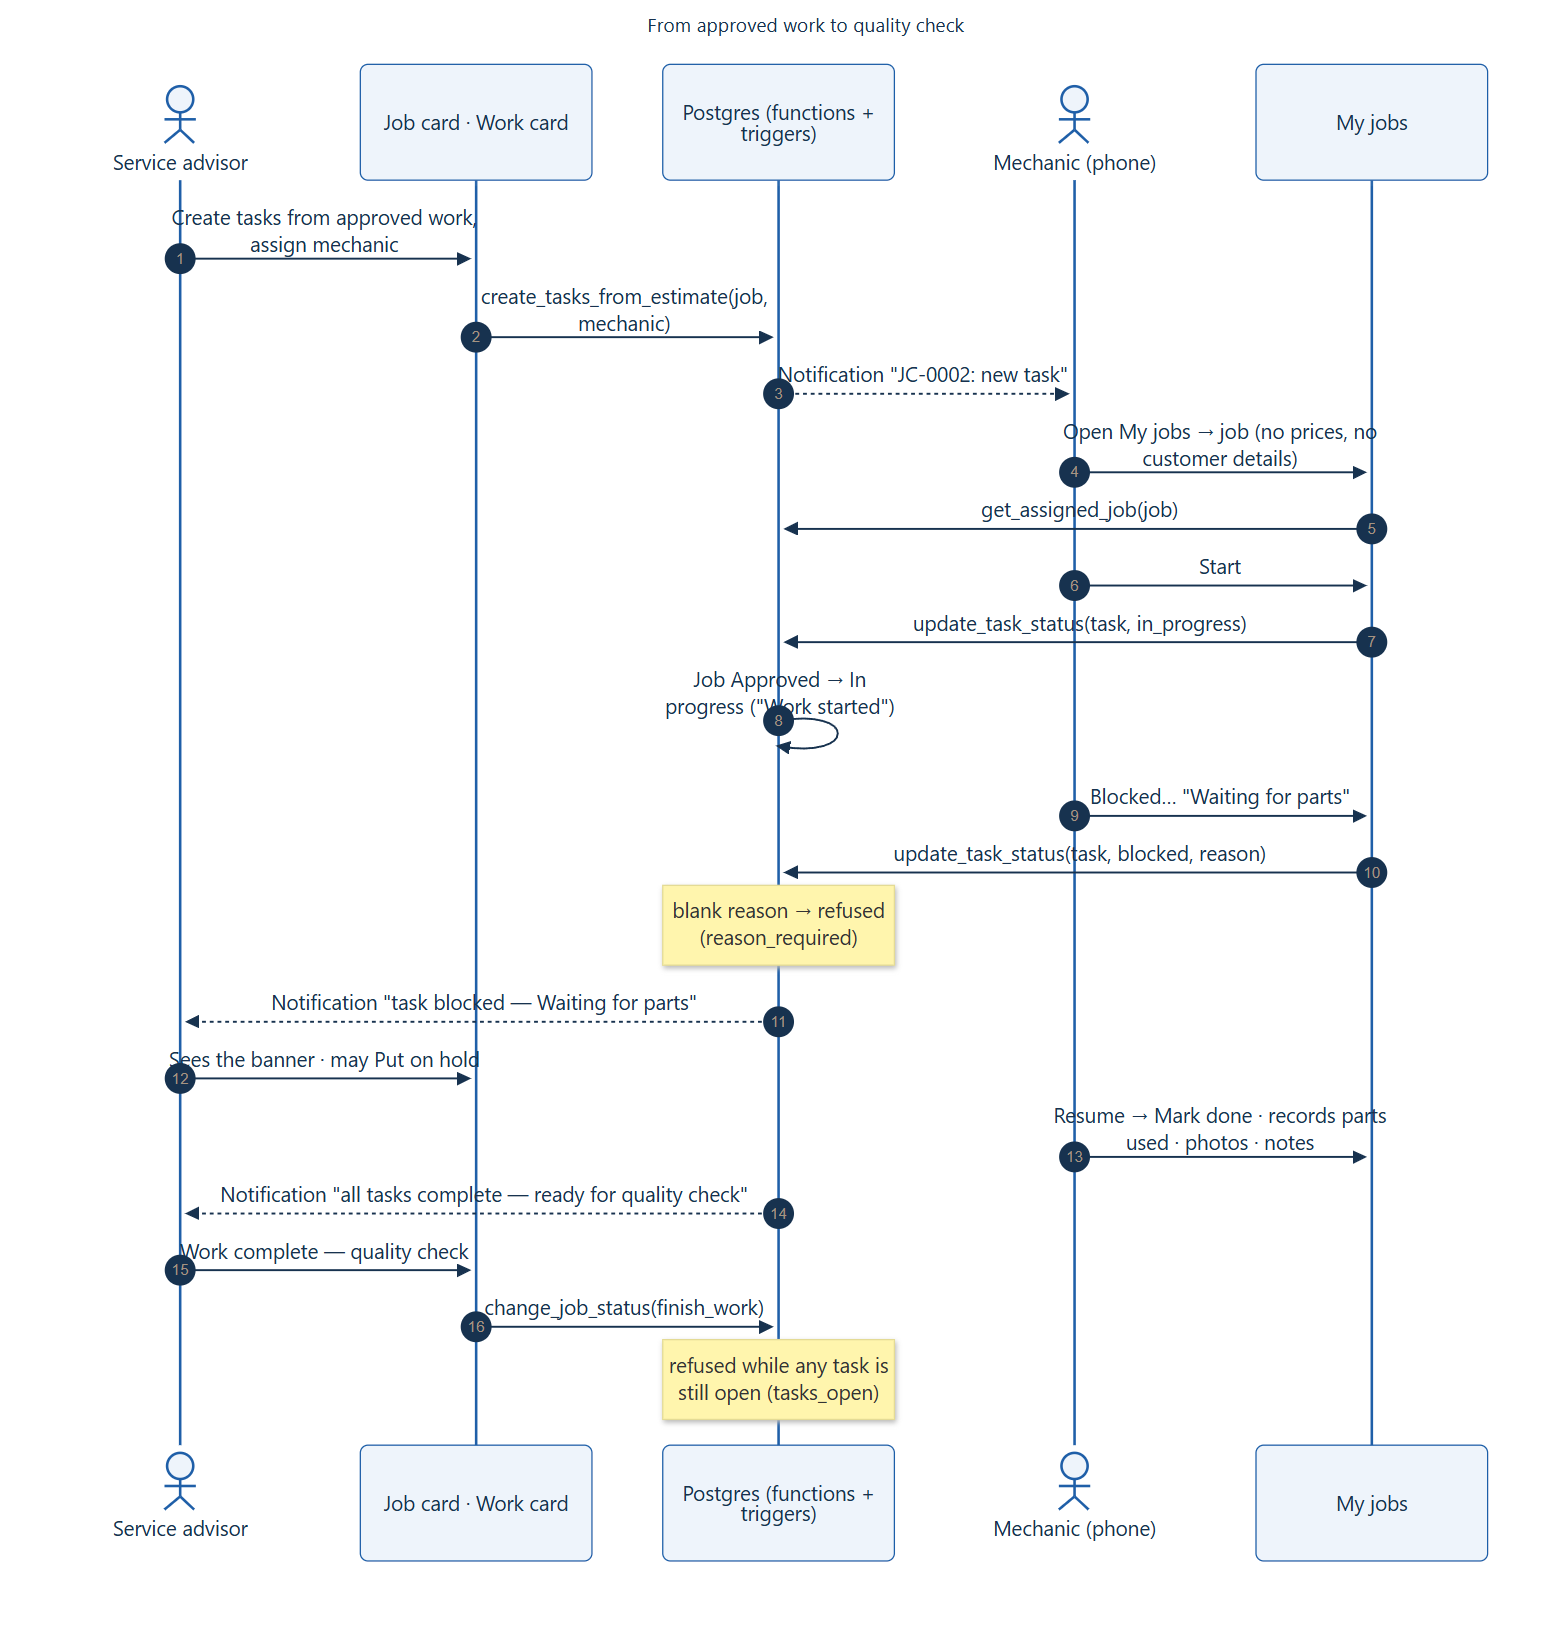 From approved work to quality check
Service advisor
Job card · Work card
Postgres (functions +
triggers)
Mechanic (phone)
My jobs
Create tasks from approved work,
assign mechanic
1
create_tasks_from_estimate(job,
mechanic)
2
Notification "JC-0002: new task"
3
Open My jobs → job (no prices, no
customer details)
4
get_assigned_job(job)
5
Start
6
update_task_status(task, in_progress)
7
Job Approved → In
progress ("Work started")
8
Blocked… "Waiting for parts"
9
update_task_status(task, blocked, reason)
10
blank reason → refused
(reason_required)
Notification "task blocked — Waiting for parts"
11
Sees the banner · may Put on hold
12
Resume → Mark done · records parts
used · photos · notes
13
Notification "all tasks complete — ready for quality check"
14
Work complete — quality check
15
change_job_status(finish_work)
16
refused while any task is
still open (tasks_open)
Service advisor
Job card · Work card
Postgres (functions +
triggers)
Mechanic (phone)
My jobs